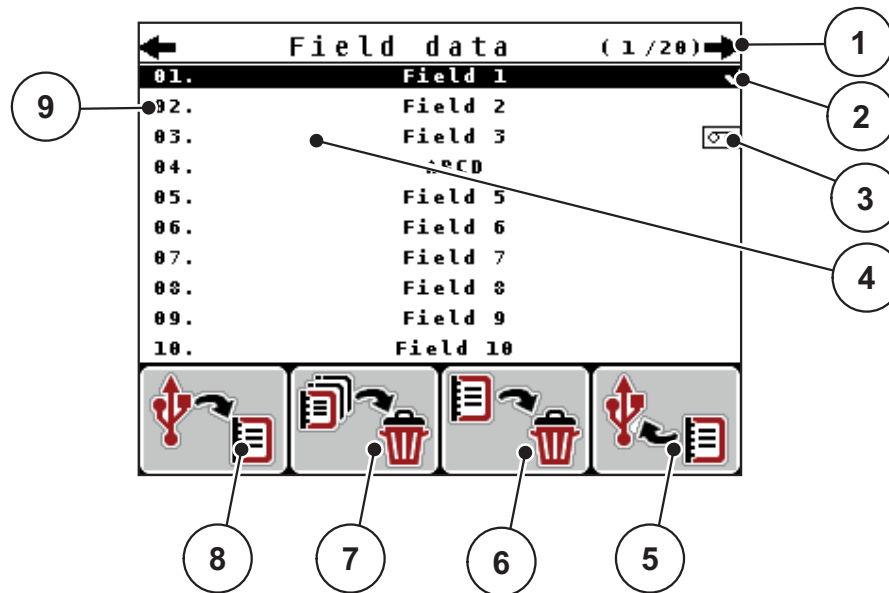 Field data (1/20)
01. Field 1
02. Field 2
03. Field 3
04. ABCD
05. Field 5
06. Field 6
07. Field 7
08. Field 8
09. Field 9
10. Field 10
1
2
3
4
5
6
7
8
9